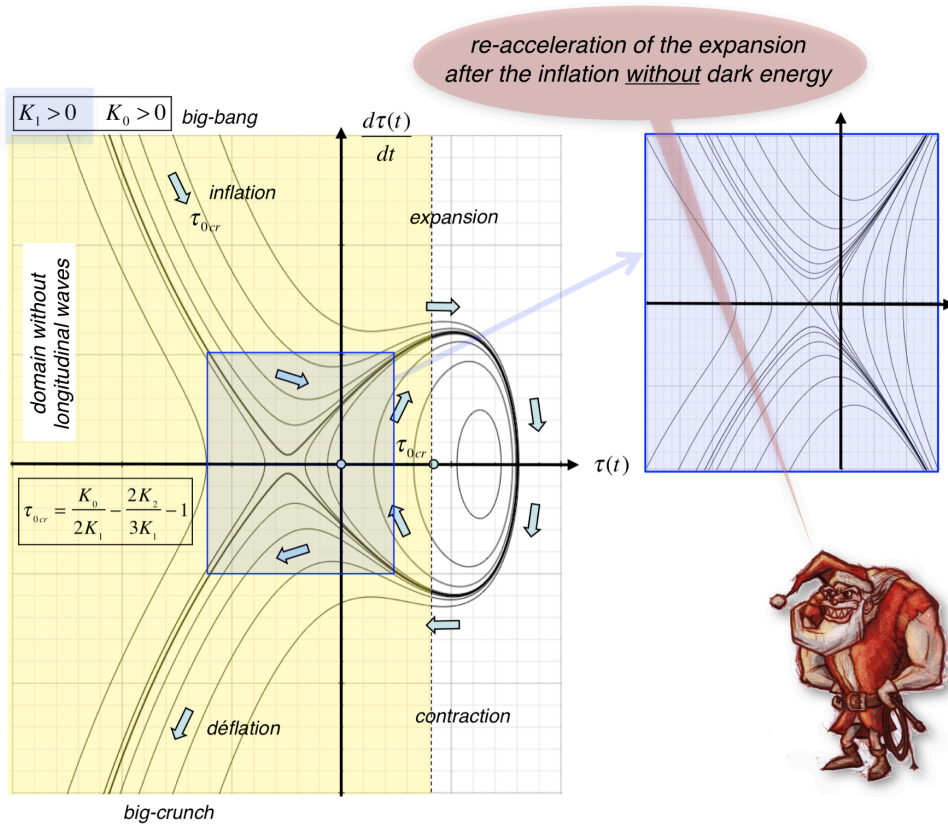 re-acceleration of the expansion
after the inflation without dark energy
K₁ > 0 K₀ > 0
big-bang
dτ(t)
dt
inflation
τ₀cr
expansion
domain without
longitudinal waves
τ₀cr
τ(t)
τ₀cr = K₀/2K₁ − 2K₂/3K₁ − 1
déflation
contraction
big-crunch